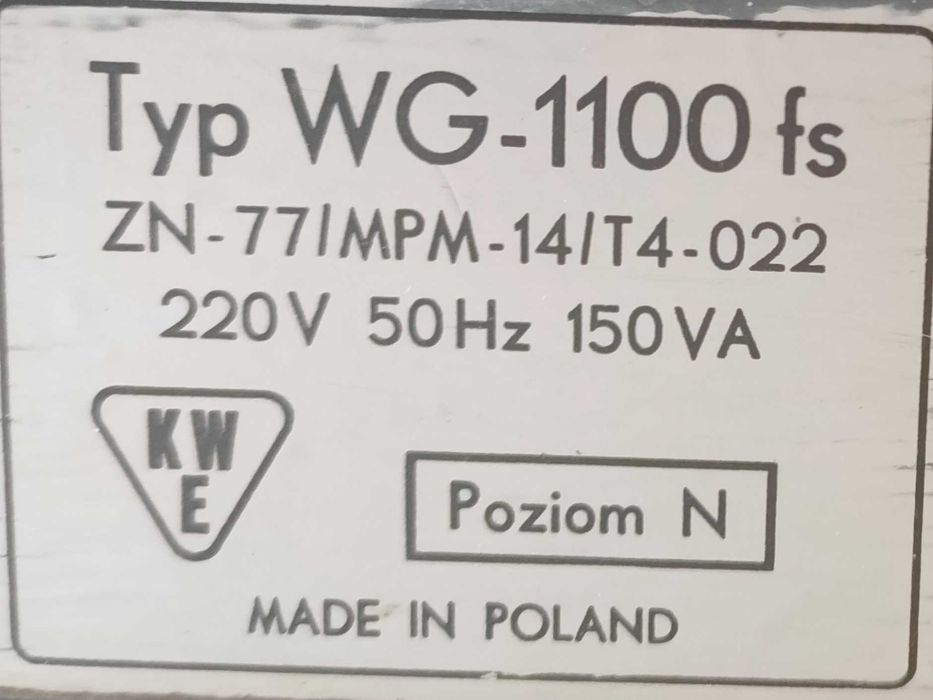 Typ WG-1100 fs
ZN-77/MPM-14/T4-022
220V 50Hz 150VA
KW
E
Poziom N
MADE IN POLAND